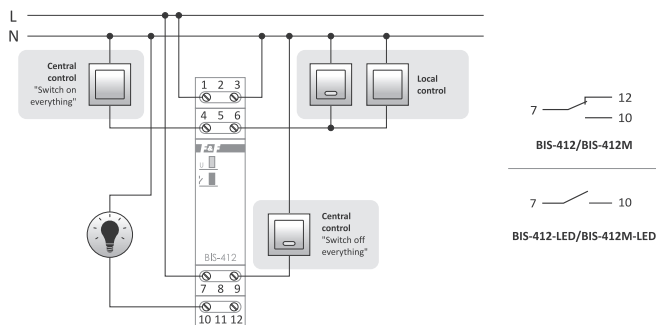 L
N
Central
control
"Switch on
everything"
Local
control
1 2 3
4 5 6
F&F
U
Central
control
"Switch off
everything"
BIS-412
7 8 9
10 11 12
7
12
10
BIS-412/BIS-412M
7
10
BIS-412-LED/BIS-412M-LED